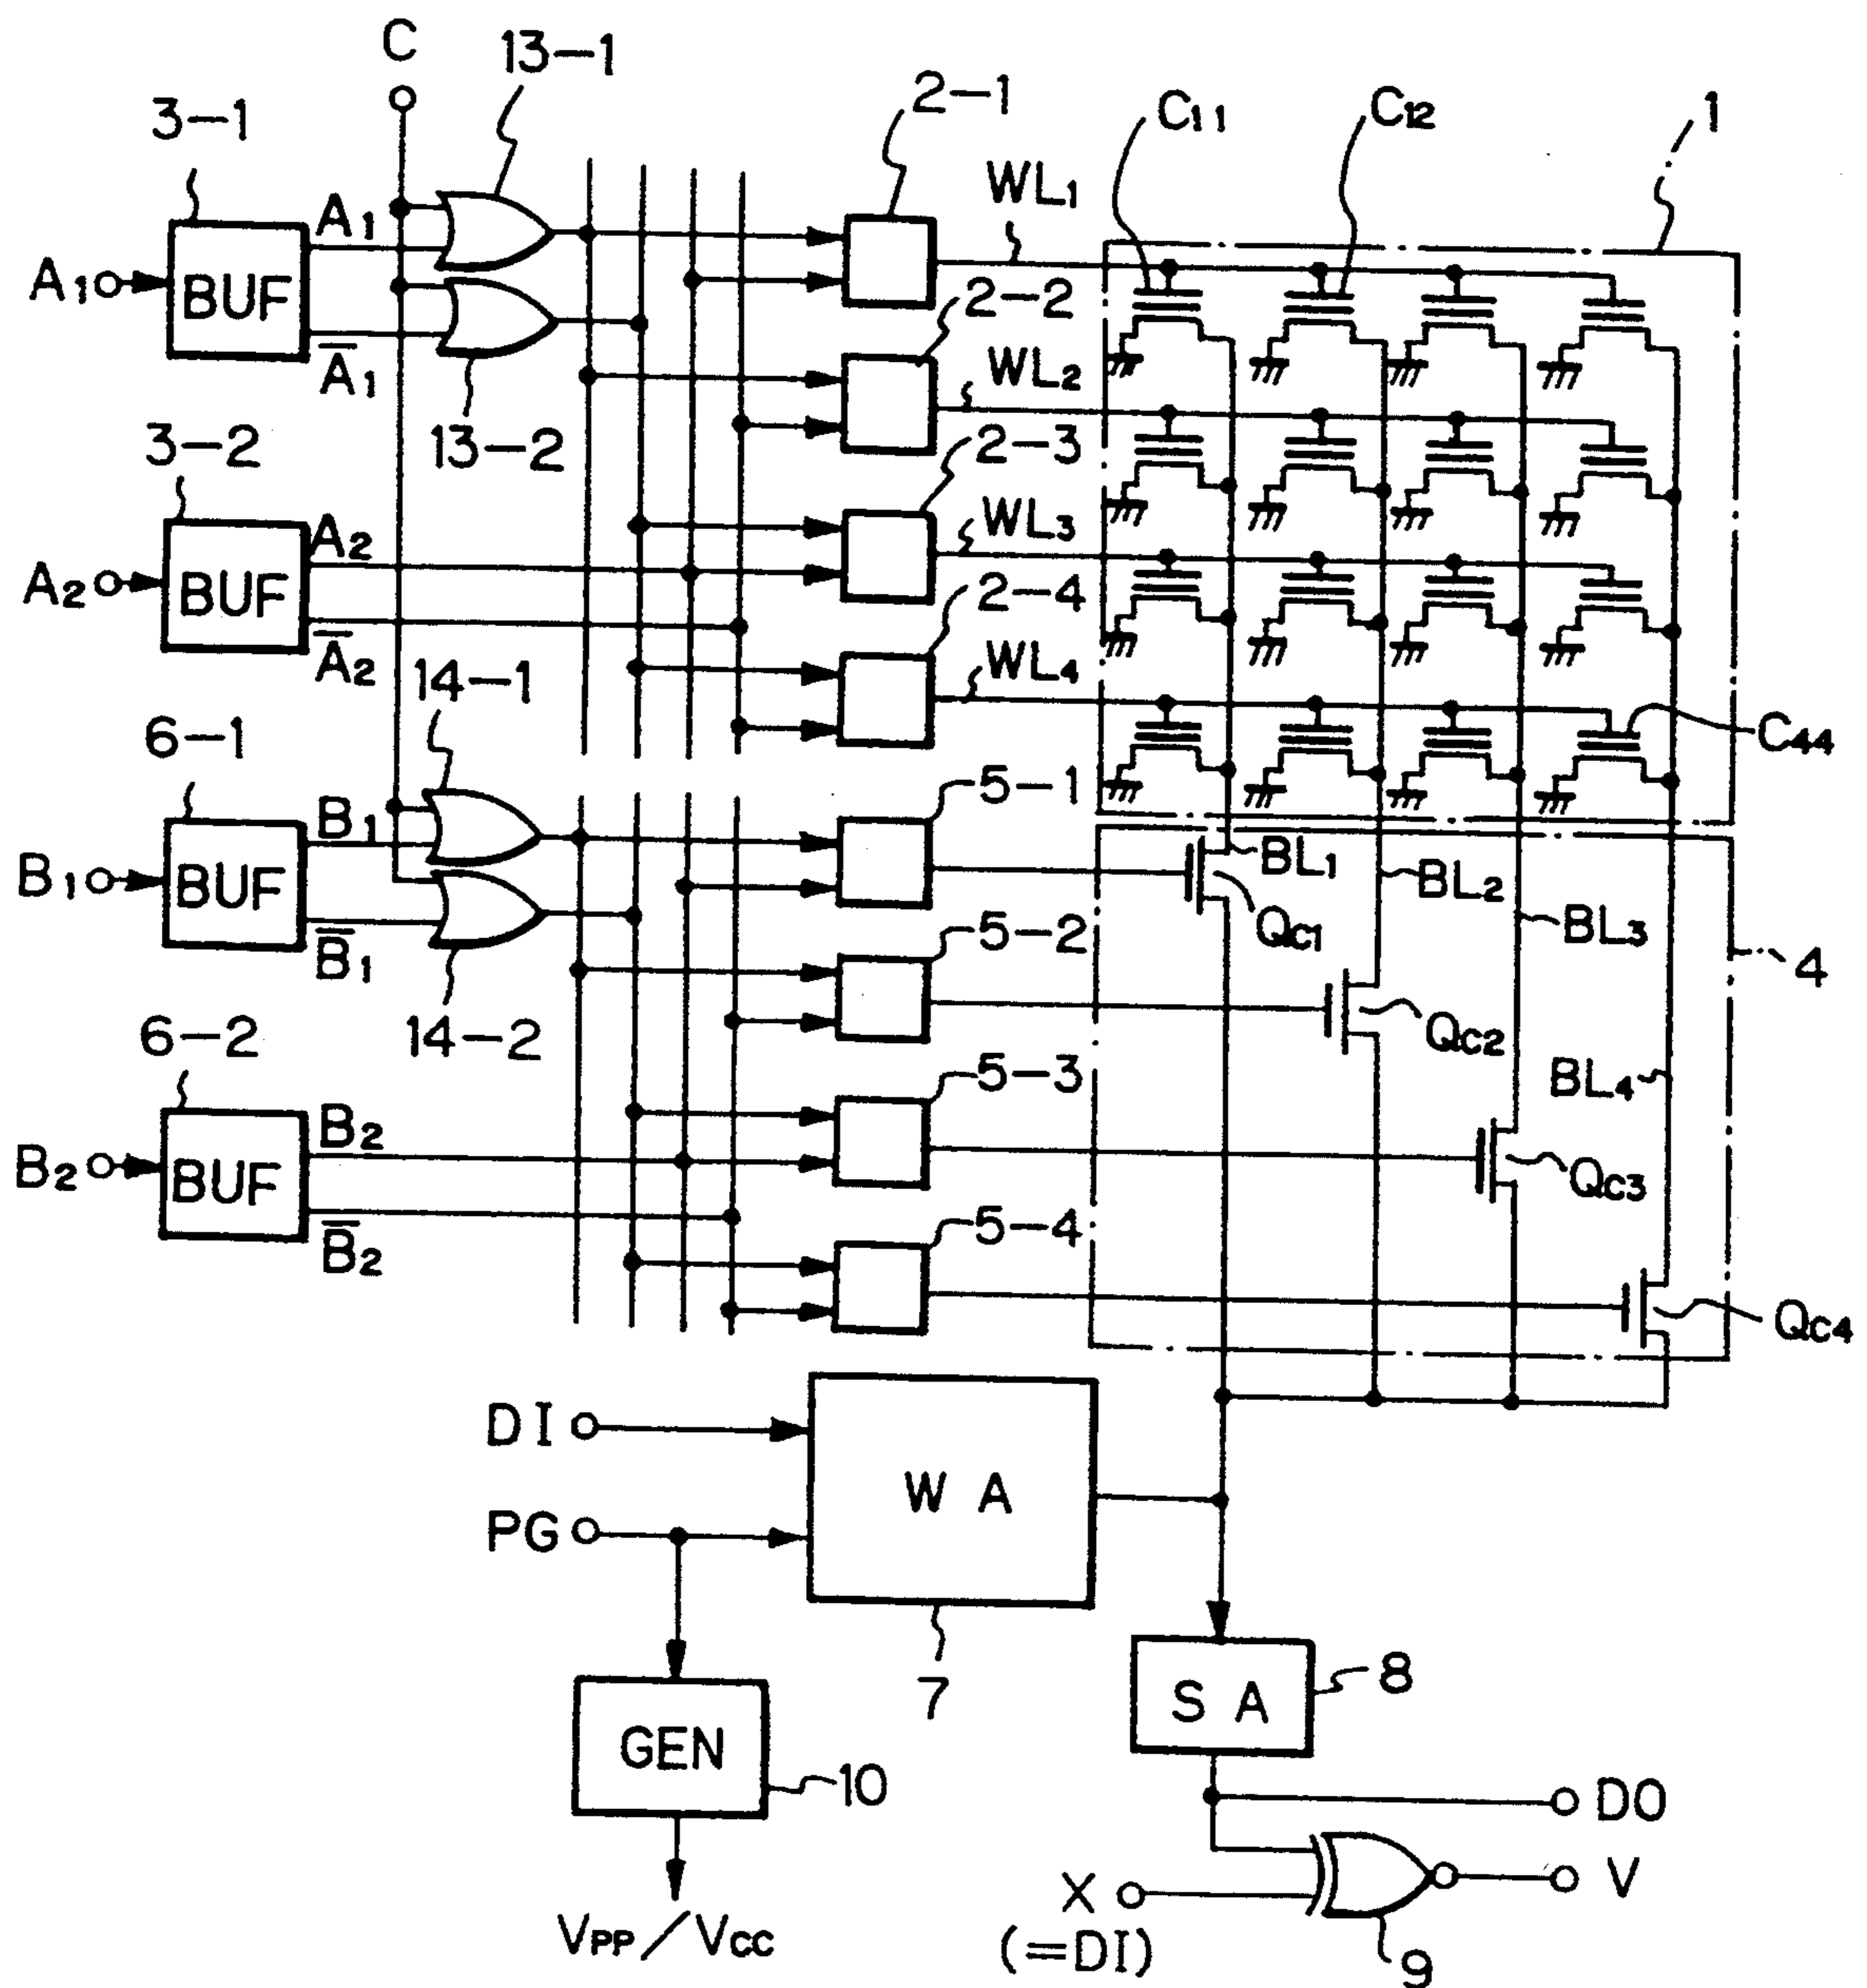 C
13-1
2-1
C11
C12
1
3-1
WL1
A1
A1
BUF
2-2
A̅1
WL2
3-2
13-2
2-3
A2
WL3
A2
BUF
2-4
A̅2
14-1
WL4
6-1
C44
5-1
B1
B1
BUF
BL1
BL2
QC1
BL3
B̅1
5-2
4
6-2
14-2
QC2
5-3
BL4
B2
B2
BUF
QC3
5-4
B̅2
QC4
DI
W A
PG
7
8
S A
GEN
10
DO
X
V
VPP/VCC
(=DI)
9